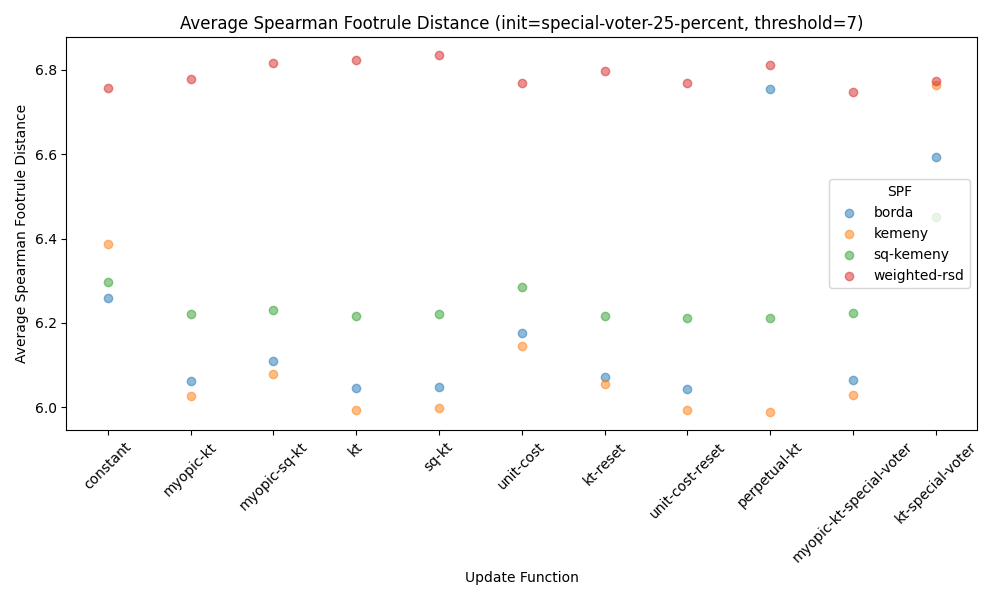 Average Spearman Footrule Distance (init=special-voter-25-percent, threshold=7)
Average Spearman Footrule Distance
6.8
6.6
6.4
6.2
6.0
SPF
borda
kemeny
sq-kemeny
weighted-rsd
constant
myopic-kt
myopic-sq-kt
kt
sq-kt
unit-cost
kt-reset
unit-cost-reset
perpetual-kt
myopic-kt-special-voter
kt-special-voter
Update Function